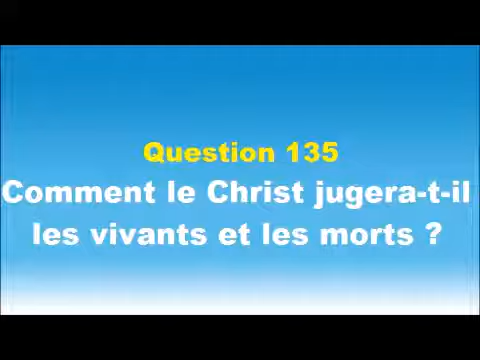 Question 135
Comment le Christ jugera-t-il
les vivants et les morts ?